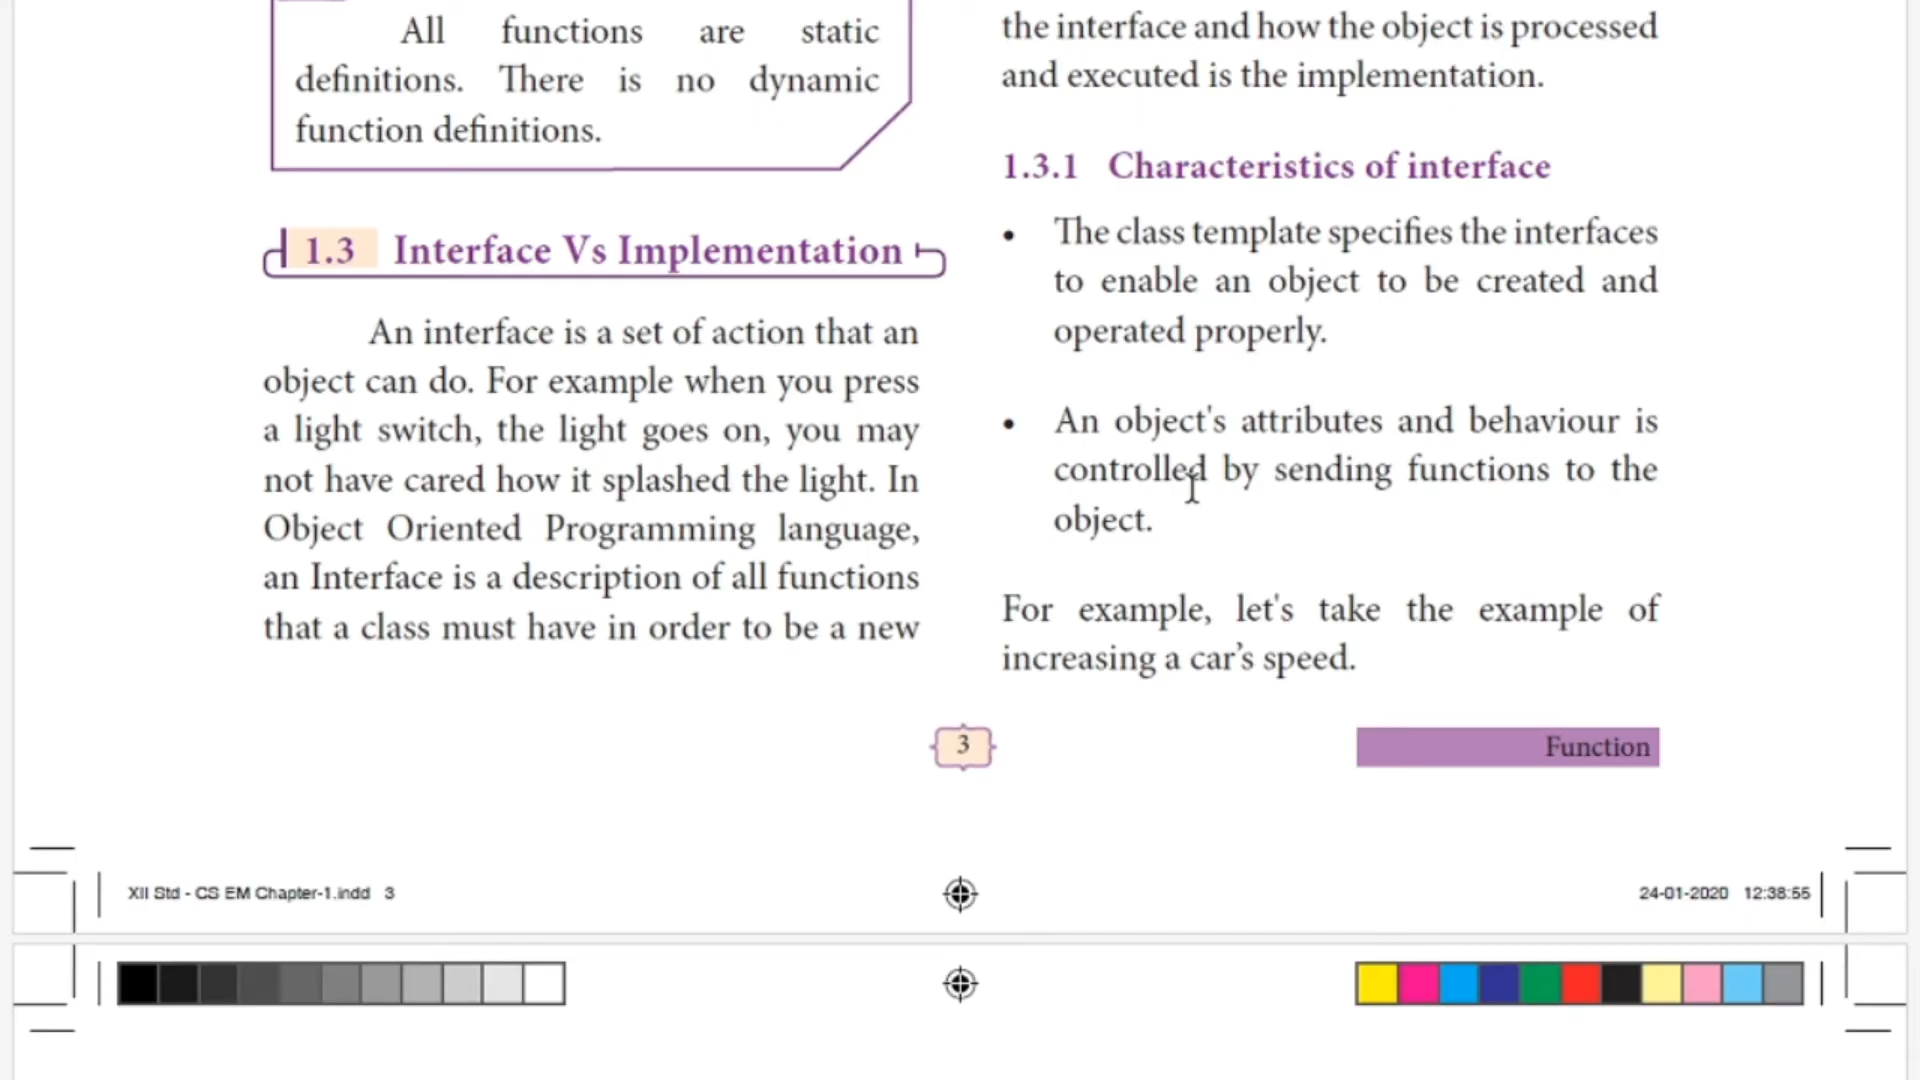 All functions are static
definitions. There is no dynamic
function definitions.
1.3 Interface Vs Implementation
An interface is a set of action that an
object can do. For example when you press
a light switch, the light goes on, you may
not have cared how it splashed the light. In
Object Oriented Programming language,
an Interface is a description of all functions
that a class must have in order to be a new
the interface and how the object is processed
and executed is the implementation.
1.3.1 Characteristics of interface
• The class template specifies the interfaces
to enable an object to be created and
operated properly.
• An object's attributes and behaviour is
controlled by sending functions to the
object.
For example, let's take the example of
increasing a car’s speed.
3
Function
XII Std - CS EM Chapter-1.indd 3
24-01-2020 12:38:55